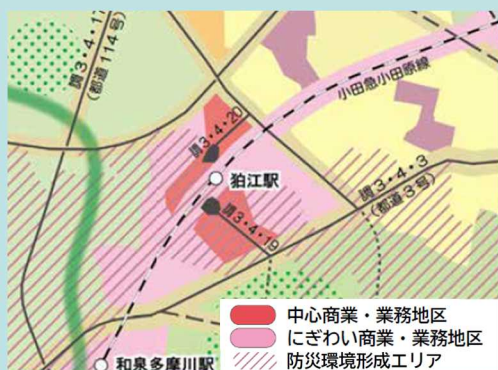 調3・4・17
(都道114号)
小田急小田原線
調3・4・20
狛江駅
調3・4・3
(都道3号)
調3・4・19
中心商業・業務地区
にぎわい商業・業務地区
防災環境形成エリア
和泉多摩川駅